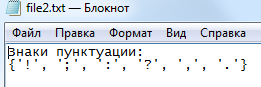 file2.txt — Блокнот
Файл Правка Формат Вид Справка
Знаки пунктуации:
{'!', ';', ':', '?', ',', '.'}